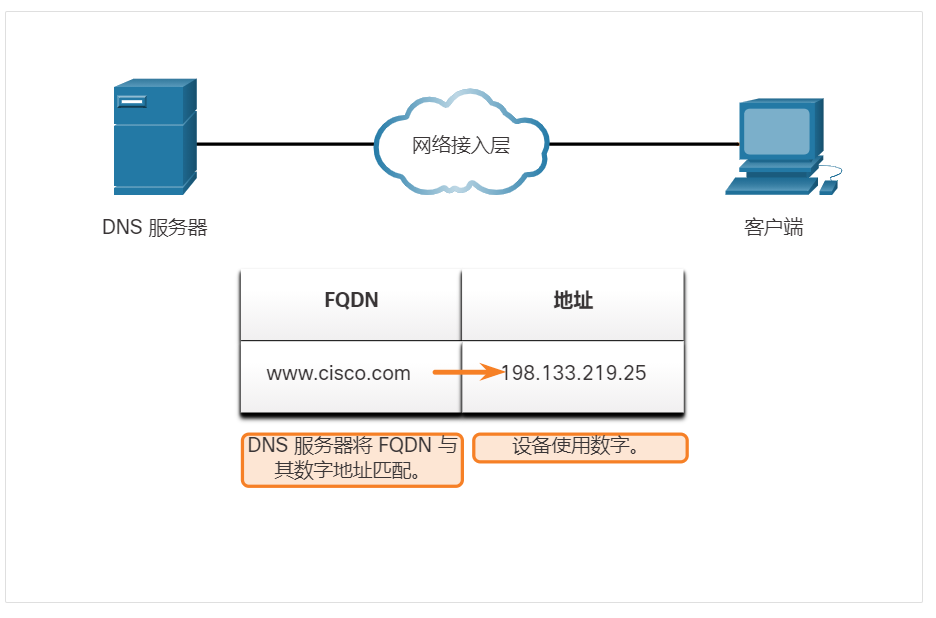 网络接入层
DNS 服务器
客户端
FQDN
地址
www.cisco.com
198.133.219.25
DNS 服务器将 FQDN 与
其数字地址匹配。
设备使用数字。